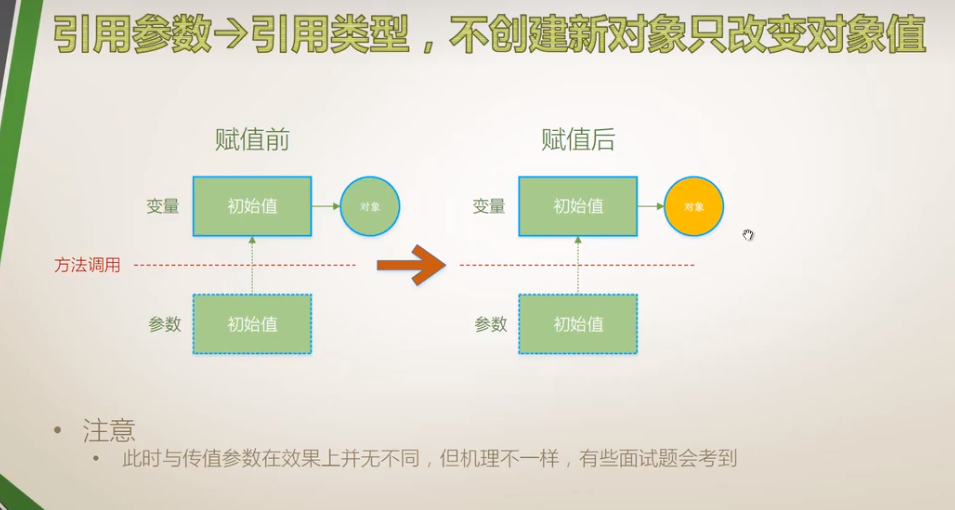 引用参数→引用类型，不创建新对象只改变对象值
赋值前
赋值后
变量
初始值
对象
变量
初始值
对象
方法调用
参数
初始值
参数
初始值
• 注意
• 此时与传值参数在效果上并无不同，但机理不一样，有些面试题会考到